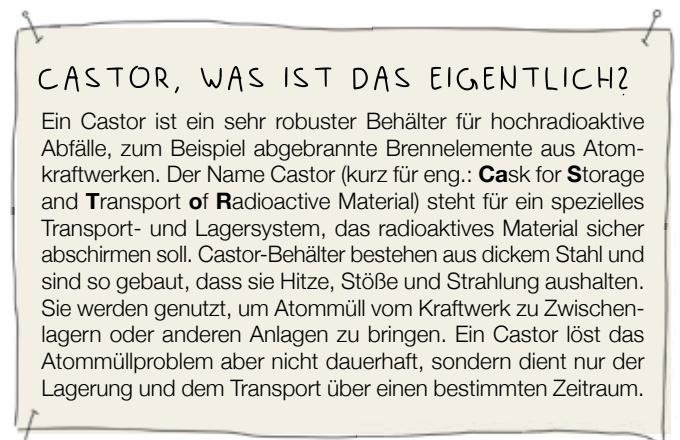 CASTOR, WAS IST DAS EIGENTLICH?
Ein Castor ist ein sehr robuster Behälter für hochradioaktive
Abfälle, zum Beispiel abgebrannte Brennelemente aus Atom-
kraftwerken. Der Name Castor (kurz für eng.: Cask for Storage
and Transport of Radioactive Material) steht für ein spezielles
Transport- und Lagersystem, das radioaktives Material sicher
abschirmen soll. Castor-Behälter bestehen aus dickem Stahl und
sind so gebaut, dass sie Hitze, Stöße und Strahlung aushalten.
Sie werden genutzt, um Atommüll vom Kraftwerk zu Zwischen-
lagern oder anderen Anlagen zu bringen. Ein Castor löst das
Atommüllproblem aber nicht dauerhaft, sondern dient nur der
Lagerung und dem Transport über einen bestimmten Zeitraum.